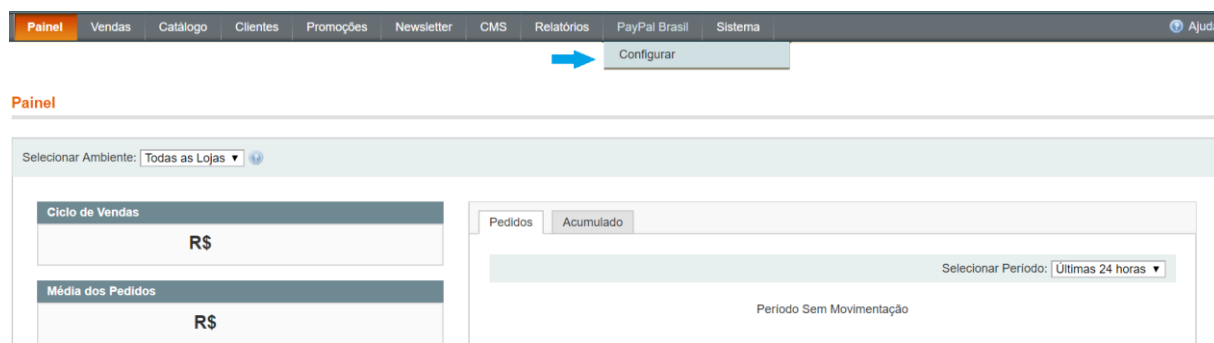 Painel Vendas Catálogo Clientes Promoções Newsletter CMS Relatórios PayPal Brasil Sistema Ajuda
Configurar
Painel
Selecionar Ambiente: Todas as Lojas
Ciclo de Vendas
R$
Média dos Pedidos
R$
Pedidos Acumulado
Selecionar Período: Últimas 24 horas
Período Sem Movimentação